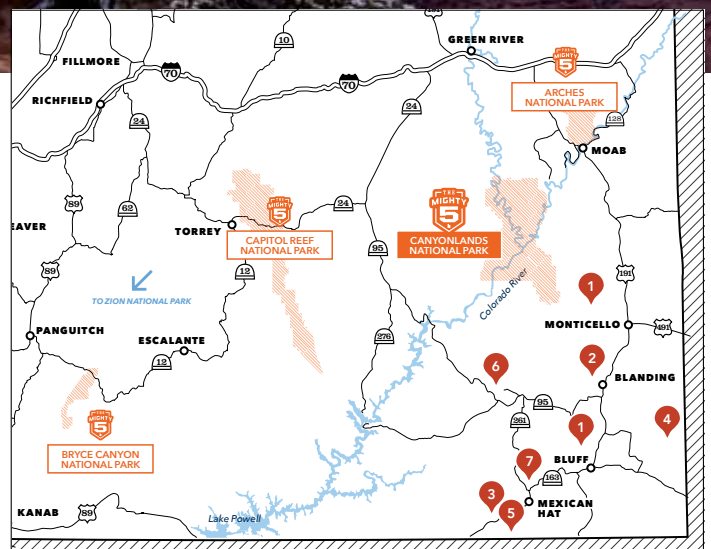 191
10
GREEN RIVER
FILLMORE
70
THE
MIGHTY
5
70
RICHFIELD
ARCHES
NATIONAL PARK
24
24
128
MOAB
89
62
THE
MIGHTY
5
24
THE
MIGHTY
5
EAVER
TORREY
CAPITOL REEF
NATIONAL PARK
CANYONLANDS
NATIONAL PARK
95
89
12
191
TO ZION NATIONAL PARK
Colorado River
1
PANGUITCH
ESCALANTE
276
MONTICELLO
491
12
6
2
BLANDING
95
THE
MIGHTY
5
261
1
4
BRYCE CANYON
NATIONAL PARK
7
BLUFF
163
3
MEXICAN
HAT
5
KANAB
89
Lake Powell